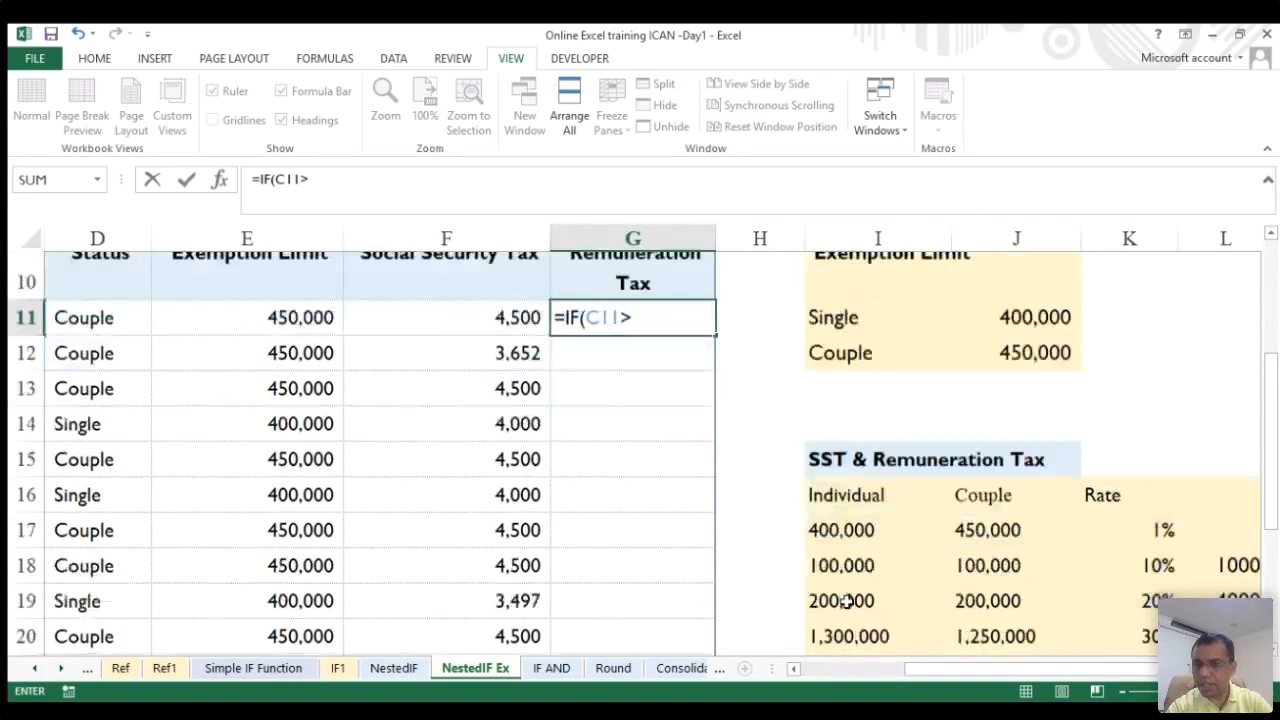 Online Excel training ICAN -Day1 - Excel
?
FILE HOME INSERT PAGE LAYOUT FORMULAS DATA REVIEW VIEW DEVELOPER Microsoft account
Normal Page Break Preview Page Layout Custom Views
Ruler Formula Bar
Gridlines Headings
Zoom 100% Zoom to Selection
New Window Arrange All Freeze Panes
Split
Hide
Unhide
View Side by Side
Synchronous Scrolling
Reset Window Position
Switch Windows
Macros
Workbook Views Show Zoom Window Macros
SUM fx =IF(C11>
D E F G H I J K L
Status Exemption Limit Social Security Tax Remuneration Exemption Limit
10 Tax
11 Couple 450,000 4,500 =IF(C11> Single 400,000
12 Couple 450,000 3,652 Couple 450,000
13 Couple 450,000 4,500
14 Single 400,000 4,000
15 Couple 450,000 4,500 SST & Remuneration Tax
16 Single 400,000 4,000 Individual Couple Rate
17 Couple 450,000 4,500 400,000 450,000 1%
18 Couple 450,000 4,500 100,000 100,000 10% 1000
19 Single 400,000 3,497 200,000 200,000
20 Couple 450,000 4,500 1,300,000 1,250,000
... Ref Ref1 Simple IF Function IF1 NestedIF NestedIF Ex IF AND Round Consolida ...
ENTER